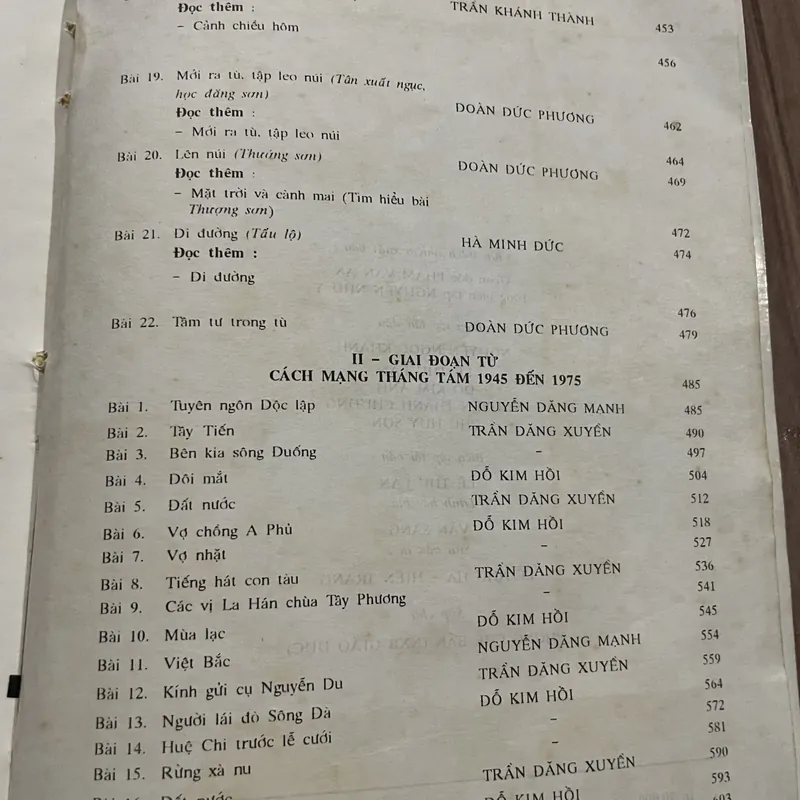 Đọc thêm : TRẦN KHÁNH THÀNH
– Cảnh chiều hôm 453
456
Bài 19. Mới ra tù, tập leo núi (Tân xuất ngục,
học đăng sơn) ĐOÀN ĐỨC PHƯƠNG
Đọc thêm : 462
– Mới ra tù, tập leo núi
Bài 20. Lên núi (Thướng sơn) ĐOÀN ĐỨC PHƯƠNG 464
Đọc thêm : 469
– Mặt trời và cành mai (Tìm hiểu bài
Thượng sơn)
Bài 21. Đi đường (Tẩu lộ) HÀ MINH ĐỨC 472
Đọc thêm : 474
– Đi đường
476
Bài 22. Tâm tư trong tù ĐOÀN ĐỨC PHƯƠNG 479
II – GIAI ĐOẠN TỪ
CÁCH MẠNG THÁNG TÁM 1945 ĐẾN 1975 485
Bài 1. Tuyên ngôn Độc lập NGUYỄN ĐĂNG MẠNH 485
Bài 2. Tây Tiến TRẦN ĐĂNG XUYỀN 490
Bài 3. Bên kia sông Đuống – 497
Bài 4. Đôi mắt ĐỖ KIM HỒI 504
Bài 5. Đất nước TRẦN ĐĂNG XUYỀN 512
Bài 6. Vợ chồng A Phủ ĐỖ KIM HỒI 518
Bài 7. Vợ nhặt – 527
Bài 8. Tiếng hát con tàu TRẦN ĐĂNG XUYỀN 536
Bài 9. Các vị La Hán chùa Tây Phương – 541
Bài 10. Mùa lạc ĐỖ KIM HỒI 545
Bài 11. Việt Bắc NGUYỄN ĐĂNG MẠNH 554
Bài 12. Kính gửi cụ Nguyễn Du TRẦN ĐĂNG XUYỀN 559
Bài 13. Người lái đò Sông Đà ĐỖ KIM HỒI 564
Bài 14. Huệ Chi trước lễ cưới – 572
Bài 15. Rừng xà nu – 581
TRẦN ĐĂNG XUYỀN 590
Đất nước ĐỖ KIM HỒI 593
603